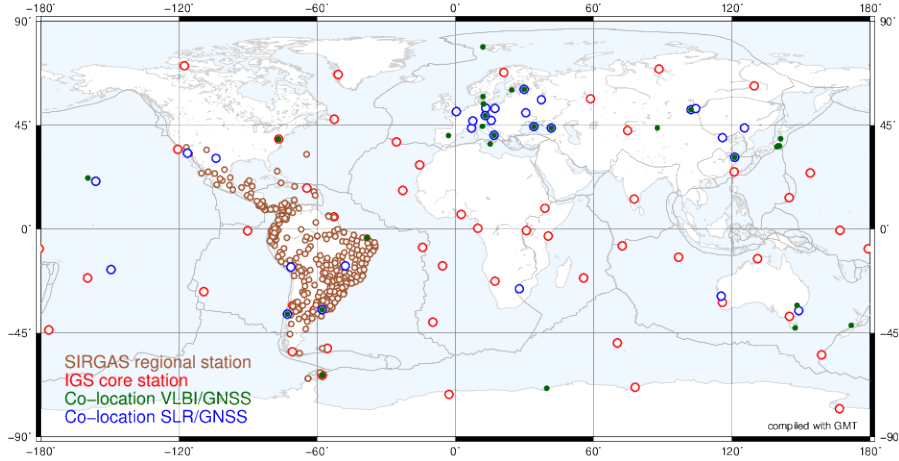 −180˚ −120˚ −60˚ 0˚ 60˚ 120˚ 180˚
90˚ 90˚
45˚ 45˚
0˚ 0˚
−45˚ −45˚
SIRGAS regional station
IGS core station
Co−location VLBI/GNSS
Co−location SLR/GNSS
compiled with GMT
−90˚ −90˚
−180˚ −120˚ −60˚ 0˚ 60˚ 120˚ 180˚